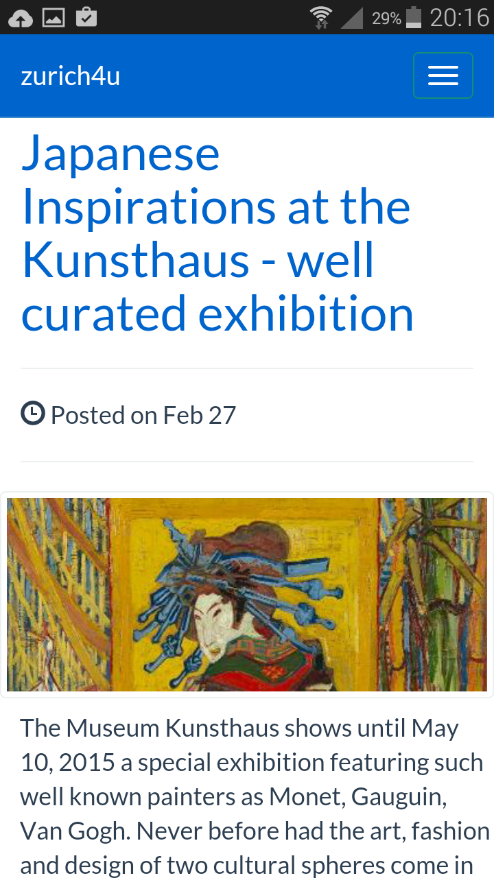 29% 20:16
zurich4u
Japanese
Inspirations at the
Kunsthaus - well
curated exhibition
Posted on Feb 27
The Museum Kunsthaus shows until May
10, 2015 a special exhibition featuring such
well known painters as Monet, Gauguin,
Van Gogh. Never before had the art, fashion
and design of two cultural spheres come in